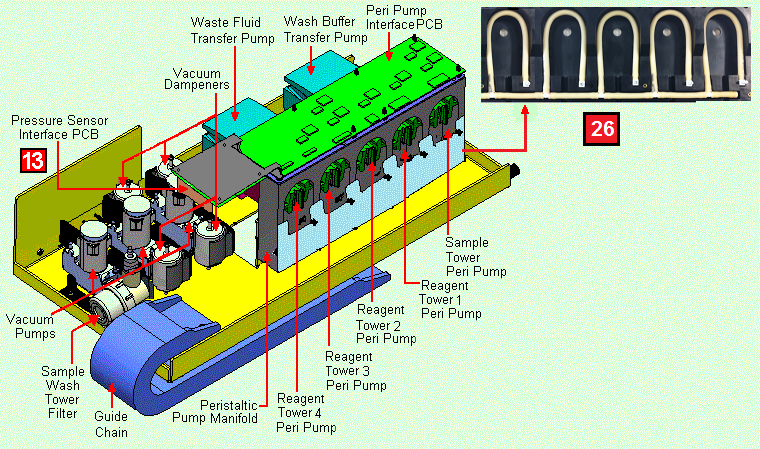 Waste Fluid
Transfer Pump
Wash Buffer
Transfer Pump
Peri Pump
InterfacePCB
Vacuum
Dampeners
Pressure Sensor
Interface PCB
13
26
Sample
Tower
Peri Pump
Reagent
Tower 1
Peri Pump
Reagent
Tower 2
Peri Pump
Reagent
Tower 3
Peri Pump
Reagent
Tower 4
Peri Pump
Peristaltic
Pump Manifold
Vacuum
Pumps
Sample
Wash
Tower
Filter
Guide
Chain